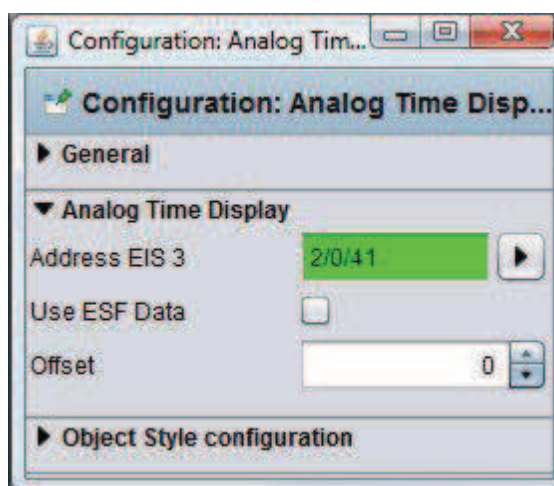 Configuration: Analog Tim...
Configuration: Analog Time Disp...
General
Analog Time Display
Address EIS 3 2/0/41
Use ESF Data
Offset 0
Object Style configuration